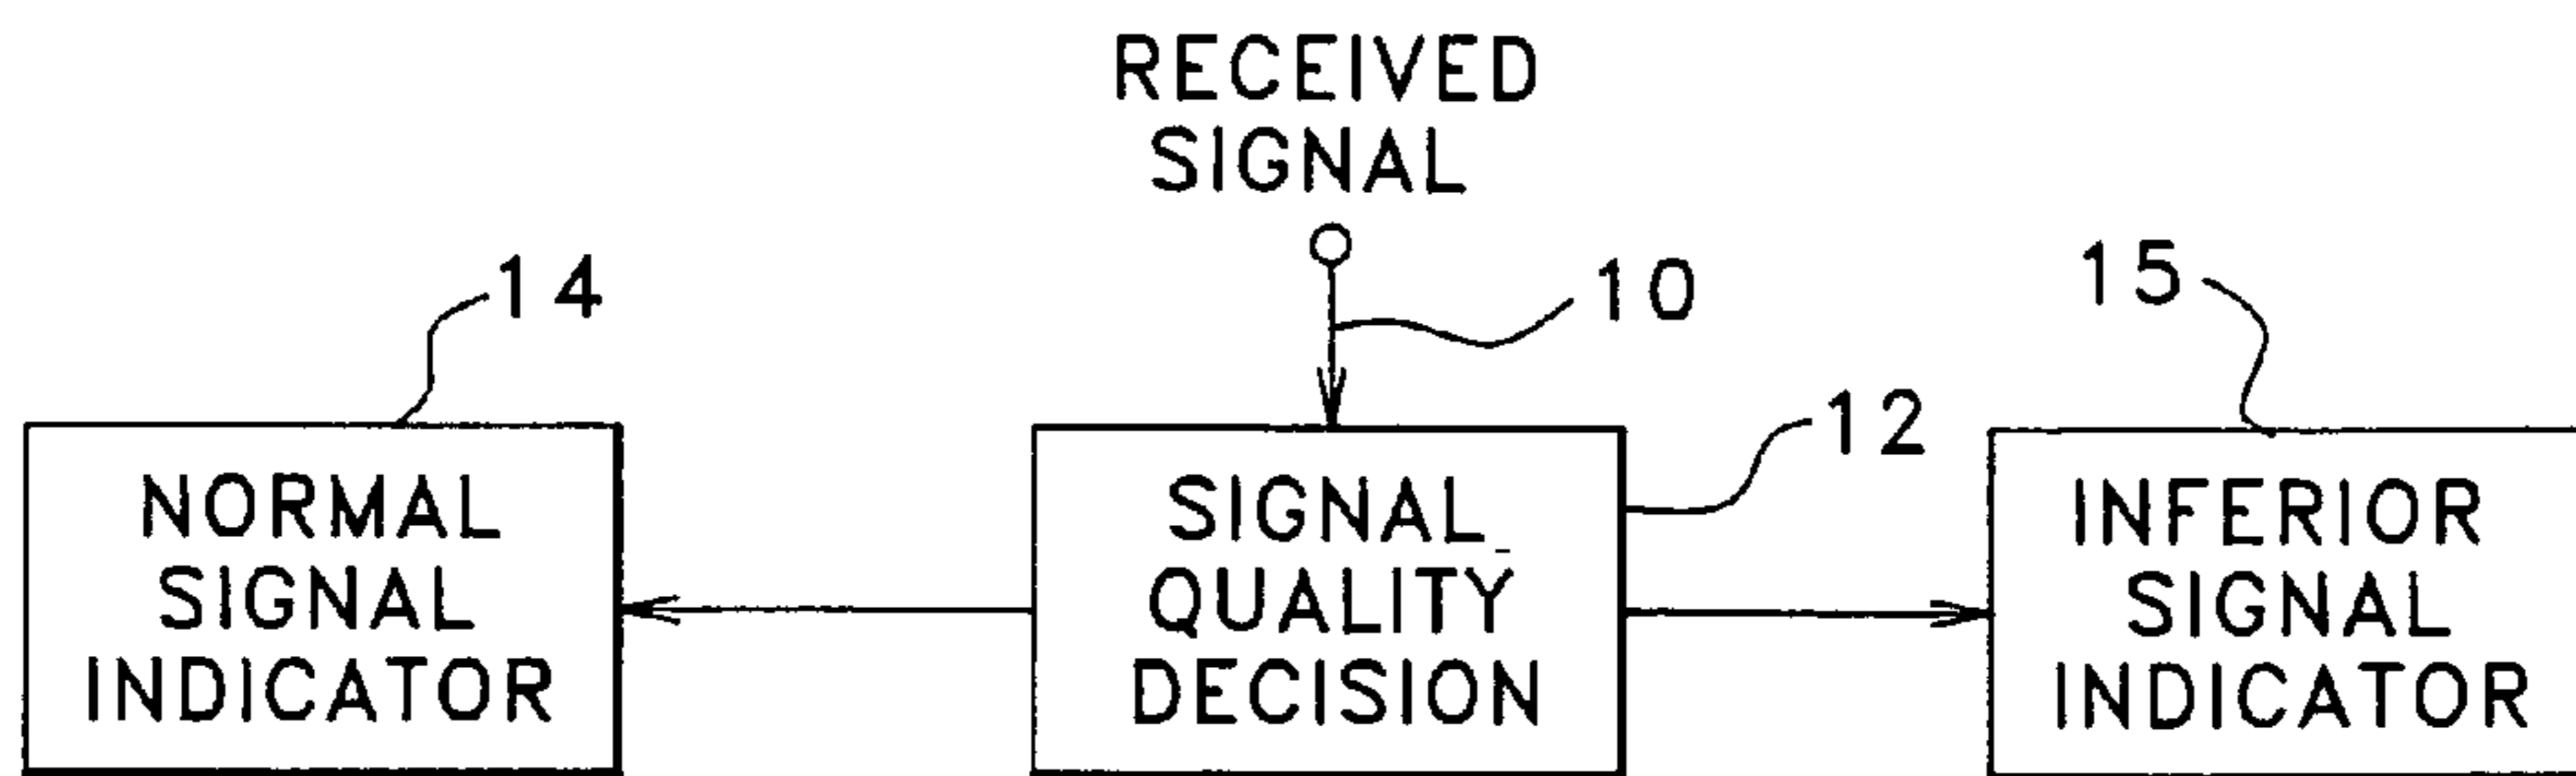 RECEIVED
SIGNAL
14
10
15
12
NORMAL
SIGNAL
INDICATOR
SIGNAL
QUALITY
DECISION
INFERIOR
SIGNAL
INDICATOR